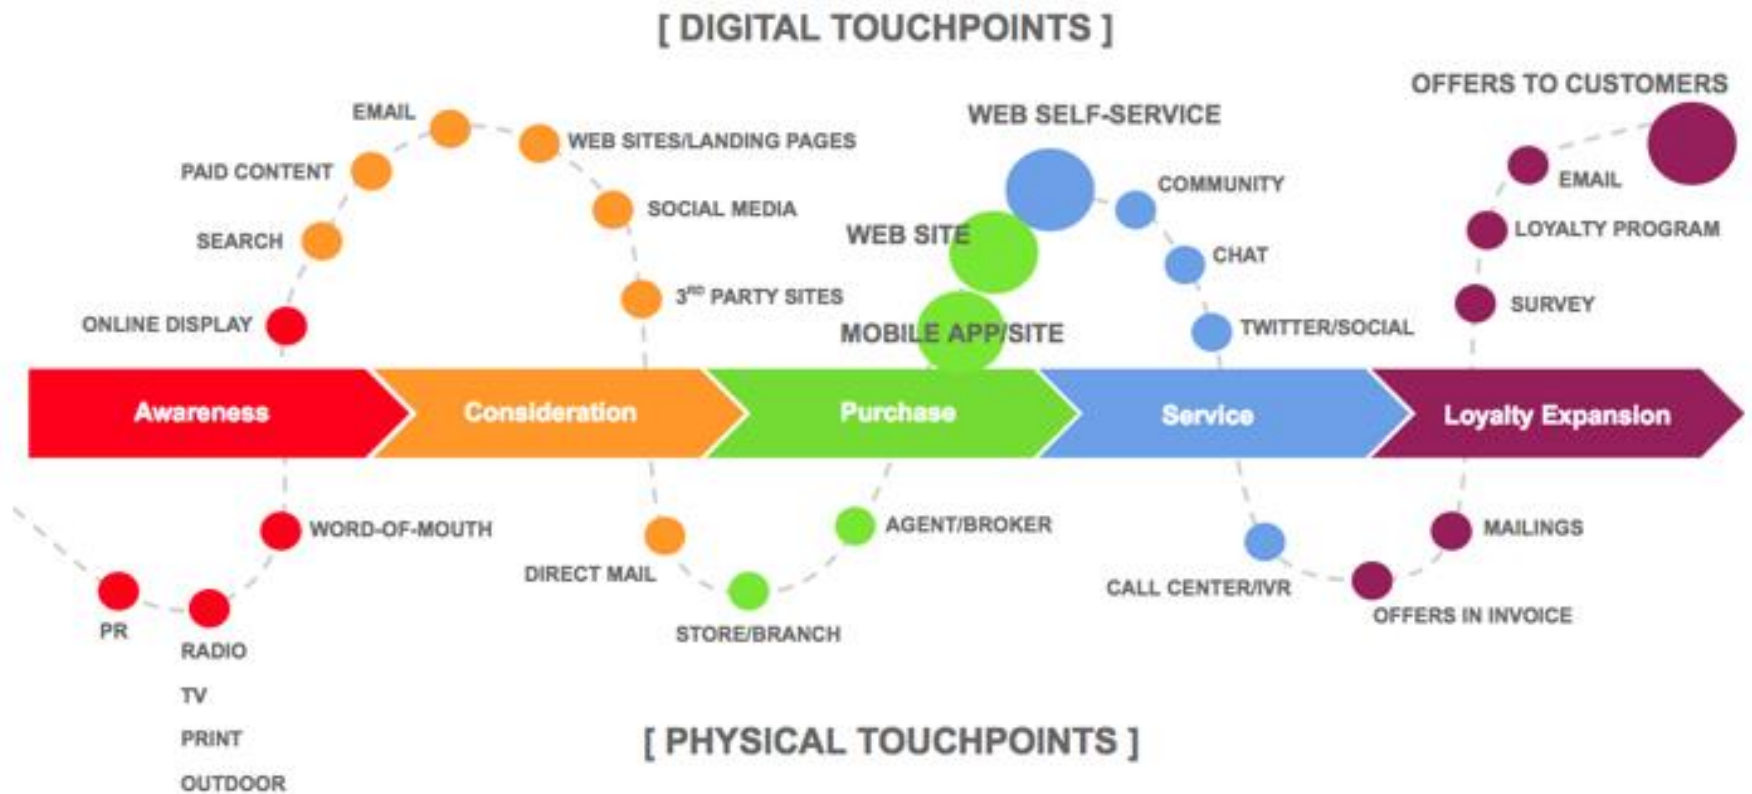 [ DIGITAL TOUCHPOINTS ]
OFFERS TO CUSTOMERS
EMAIL
WEB SELF-SERVICE
WEB SITES/LANDING PAGES
PAID CONTENT
EMAIL
COMMUNITY
SOCIAL MEDIA
LOYALTY PROGRAM
WEB SITE
SEARCH
CHAT
3RD PARTY SITES
SURVEY
ONLINE DISPLAY
MOBILE APP/SITE
TWITTER/SOCIAL
Awareness
Consideration
Purchase
Service
Loyalty Expansion
WORD-OF-MOUTH
AGENT/BROKER
MAILINGS
DIRECT MAIL
CALL CENTER/IVR
OFFERS IN INVOICE
PR
STORE/BRANCH
RADIO
TV
PRINT
OUTDOOR
[ PHYSICAL TOUCHPOINTS ]